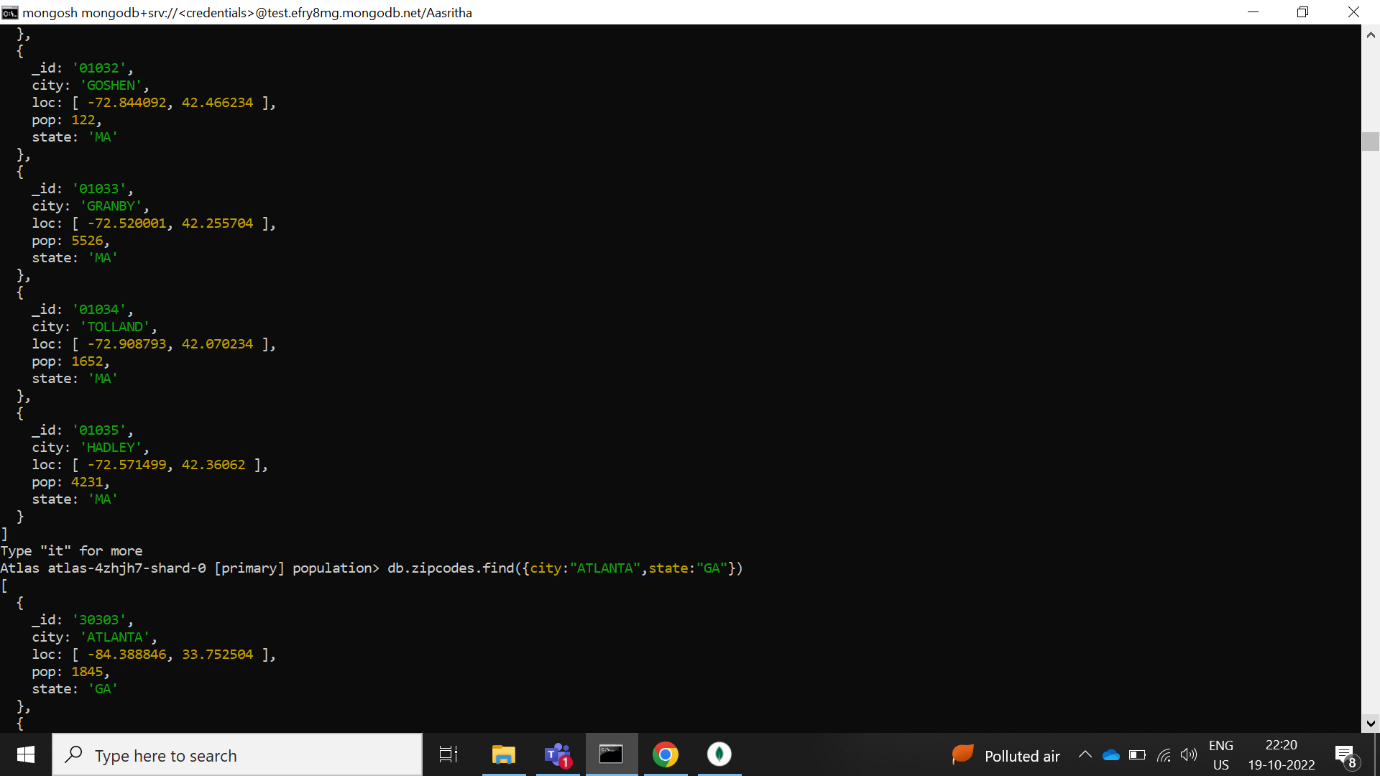 mongosh mongodb+srv://<credentials>@test.efry8mg.mongodb.net/Aasritha
},
{
_id: '01032',
city: 'GOSHEN',
loc: [ -72.844092, 42.466234 ],
pop: 122,
state: 'MA'
},
{
_id: '01033',
city: 'GRANBY',
loc: [ -72.520001, 42.255704 ],
pop: 5526,
state: 'MA'
},
{
_id: '01034',
city: 'TOLLAND',
loc: [ -72.908793, 42.070234 ],
pop: 1652,
state: 'MA'
},
{
_id: '01035',
city: 'HADLEY',
loc: [ -72.571499, 42.36062 ],
pop: 4231,
state: 'MA'
}
]
Type "it" for more
Atlas atlas-4zhjh7-shard-0 [primary] population> db.zipcodes.find({city:"ATLANTA",state:"GA"})
[
{
_id: '30303',
city: 'ATLANTA',
loc: [ -84.388846, 33.752504 ],
pop: 1845,
state: 'GA'
},
{
Type here to search
1
Polluted air
ENG
US
22:20
19-10-2022
8